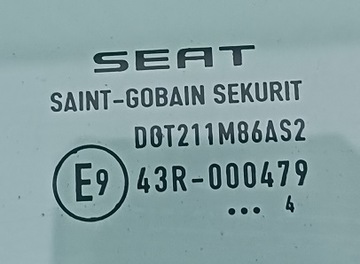 SEAT
SAINT-GOBAIN SEKURIT
DOT211M86AS2
E9 43R-000479
... 4